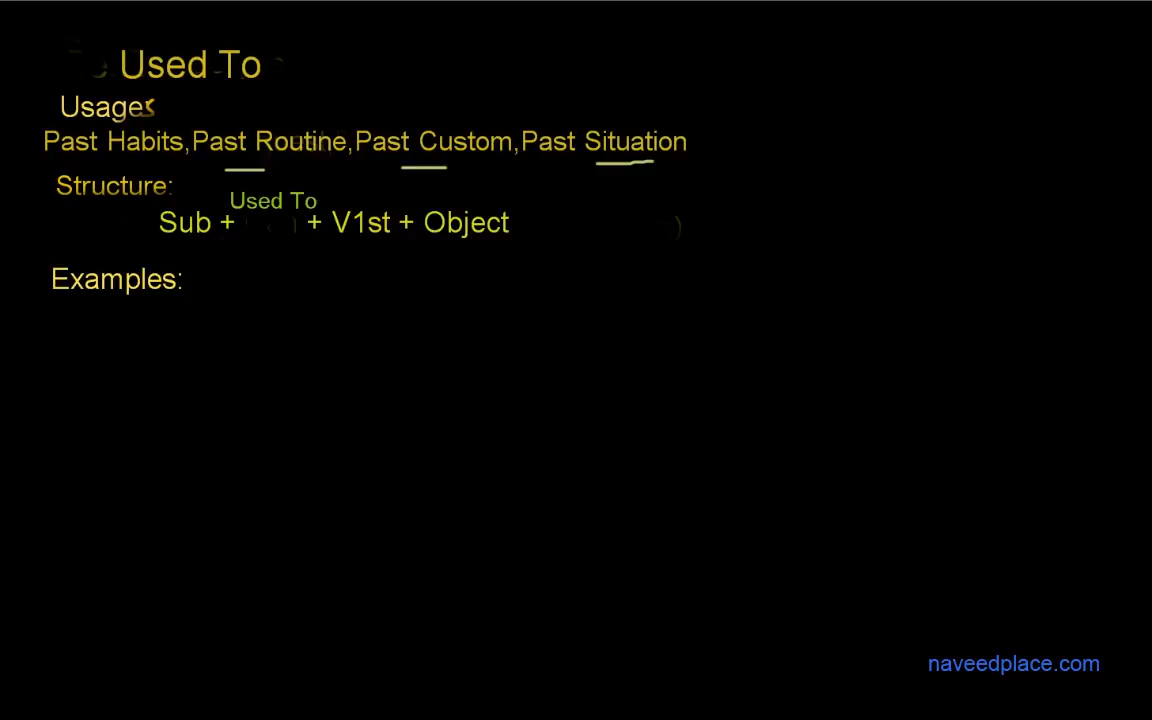 Used To
Usage
Past Habits,Past Routine,Past Custom,Past Situation
Structure:
Used To
Sub + + V1st + Object
Examples:
naveedplace.com